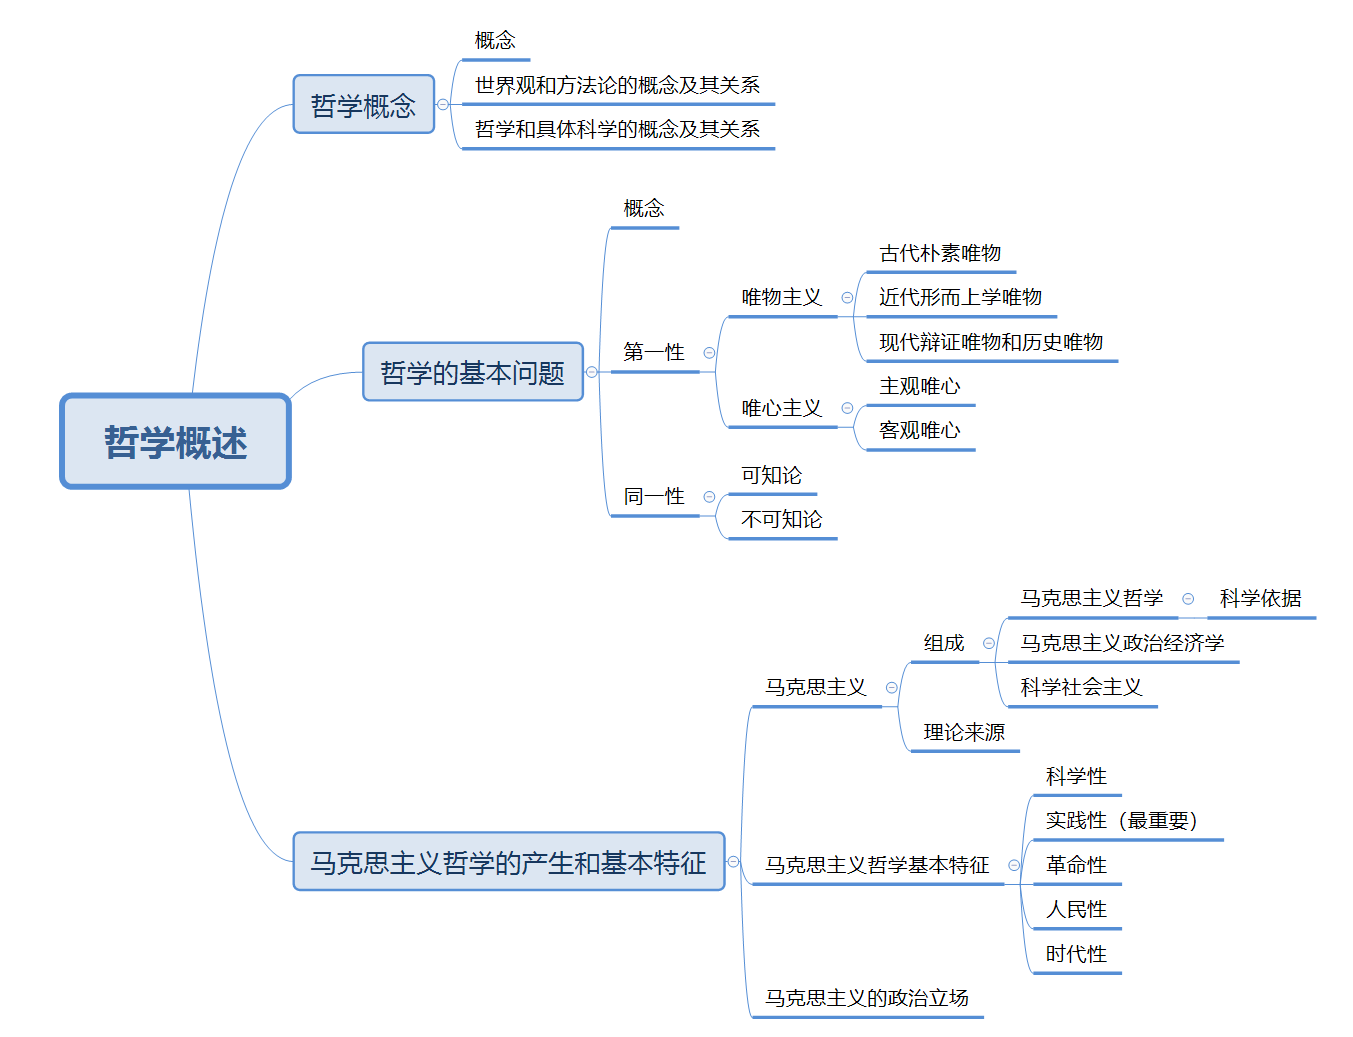 哲学概述
哲学概念
概念
世界观和方法论的概念及其关系
哲学和具体科学的概念及其关系
哲学的基本问题
概念
第一性
唯物主义
古代朴素唯物
近代形而上学唯物
现代辩证唯物和历史唯物
唯心主义
主观唯心
客观唯心
同一性
可知论
不可知论
马克思主义哲学的产生和基本特征
马克思主义
组成
马克思主义哲学
科学依据
马克思主义政治经济学
科学社会主义
理论来源
马克思主义哲学基本特征
科学性
实践性（最重要）
革命性
人民性
时代性
马克思主义的政治立场